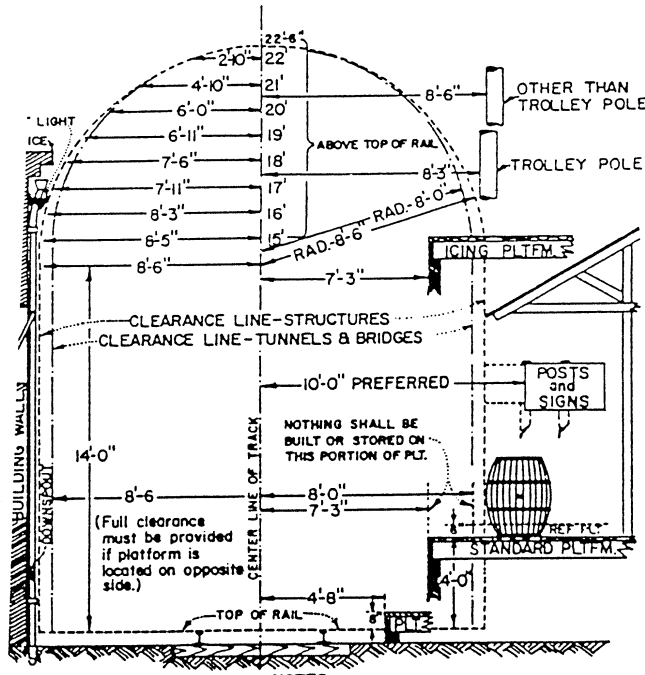 22'-6"
2'-10" 22'
4'-10" 21'
8'-6"
OTHER THAN
TROLLEY POLE
6'-0" 20'
LIGHT
6'-11" 19'
ABOVE TOP OF RAIL
ICE
7'-6" 18'
8'-3"
TROLLEY POLE
7'-11" 17'
RAD.-8'-0"
8'-3" 16'
RAD.-8'-6"
8'-5" 15'
ICING PLTFM.
8'-6"
7'-3"
CLEARANCE LINE-STRUCTURES
CLEARANCE LINE-TUNNELS & BRIDGES
10'-0" PREFERRED
POSTS
and
SIGNS
BUILDING WALL
NOTHING SHALL BE
BUILT OR STORED ON
THIS PORTION OF PLT.
14'-0"
CENTER LINE OF TRACK
DOWNSPOUT
8'-6
8'-0"
7'-3"
(Full clearance
must be provided
if platform is
located on opposite
side.)
8"
REF. PLT.
STANDARD PLTFM.
4'-0"
4'-8"
TOP OF RAIL
8"
PLT.